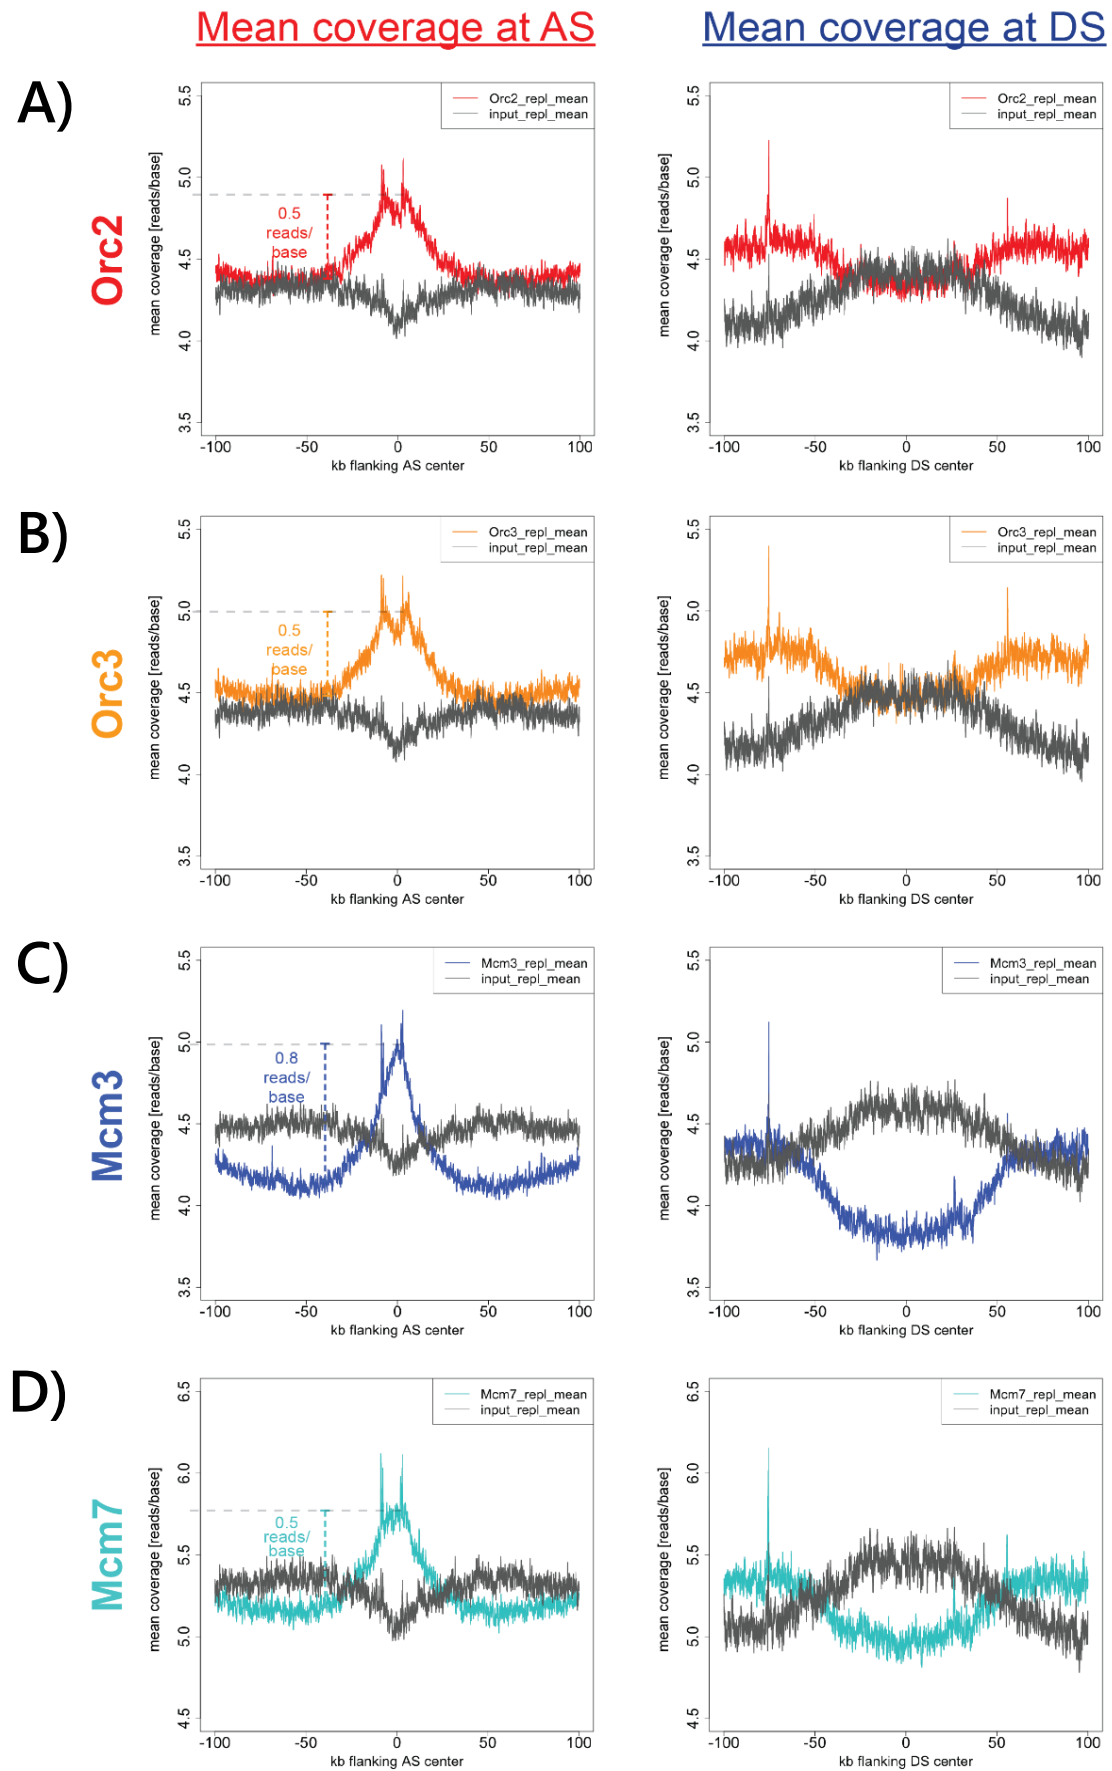 Mean coverage at AS
Mean coverage at DS
A)
Orc2
mean coverage [reads/base]
5.5
5.0
4.5
4.0
3.5
Orc2_repl_mean
input_repl_mean
0.5
reads/
base
-100 -50 0 50 100
kb flanking AS center
mean coverage [reads/base]
5.5
5.0
4.5
4.0
3.5
Orc2_repl_mean
input_repl_mean
-100 -50 0 50 100
kb flanking DS center
B)
Orc3
mean coverage [reads/base]
5.5
5.0
4.5
4.0
3.5
Orc3_repl_mean
input_repl_mean
0.5
reads/
base
-100 -50 0 50 100
kb flanking AS center
mean coverage [reads/base]
5.5
5.0
4.5
4.0
3.5
Orc3_repl_mean
input_repl_mean
-100 -50 0 50 100
kb flanking DS center
C)
Mcm3
mean coverage [reads/base]
5.5
5.0
4.5
4.0
3.5
Mcm3_repl_mean
input_repl_mean
0.8
reads/
base
-100 -50 0 50 100
kb flanking AS center
mean coverage [reads/base]
5.5
5.0
4.5
4.0
3.5
Mcm3_repl_mean
input_repl_mean
-100 -50 0 50 100
kb flanking DS center
D)
Mcm7
mean coverage [reads/base]
6.5
6.0
5.5
5.0
4.5
Mcm7_repl_mean
input_repl_mean
0.5
reads/
base
-100 -50 0 50 100
kb flanking AS center
mean coverage [reads/base]
6.5
6.0
5.5
5.0
4.5
Mcm7_repl_mean
input_repl_mean
-100 -50 0 50 100
kb flanking DS center